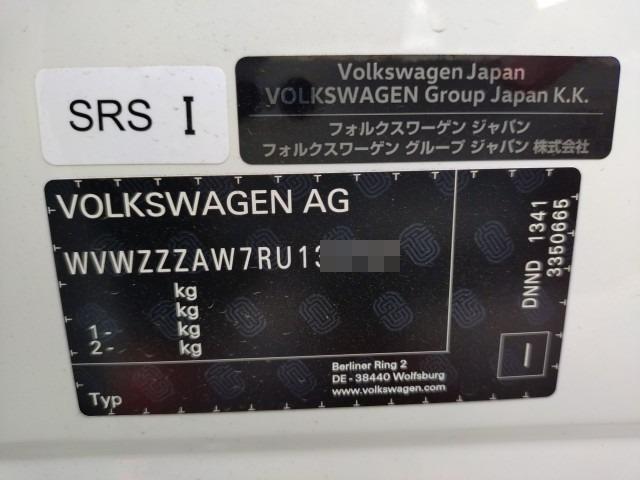 SRS I
Volkswagen Japan
VOLKSWAGEN Group Japan K.K.
フォルクスワーゲン ジャパン
フォルクスワーゲン グループ ジャパン 株式会社
VOLKSWAGEN AG
WVWZZZAW7RU13
kg
kg
1- kg
2- kg
Typ
Berliner Ring 2
DE - 38440 Wolfsburg
www.volkswagen.com
DNND 1341
3350665
I